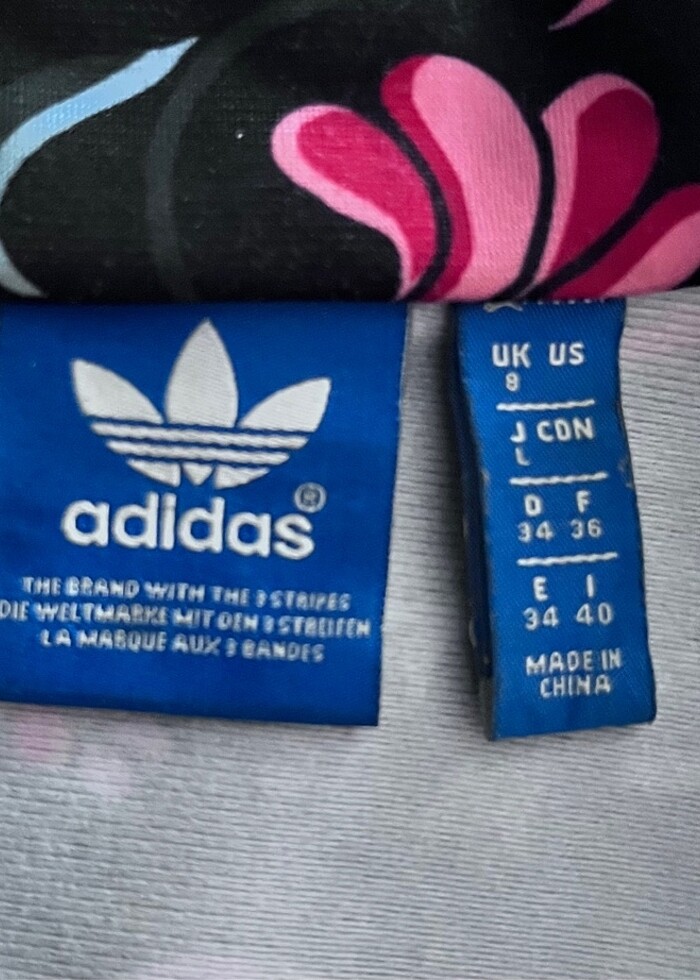 adidas®
THE BRAND WITH THE 3 STRIPES
DIE WELTMARKE MIT DEN 3 STREIFEN
LA MARQUE AUX 3 BANDES
UK US
8
J CDN
L
D F
34 36
E I
34 40
MADE IN
CHINA